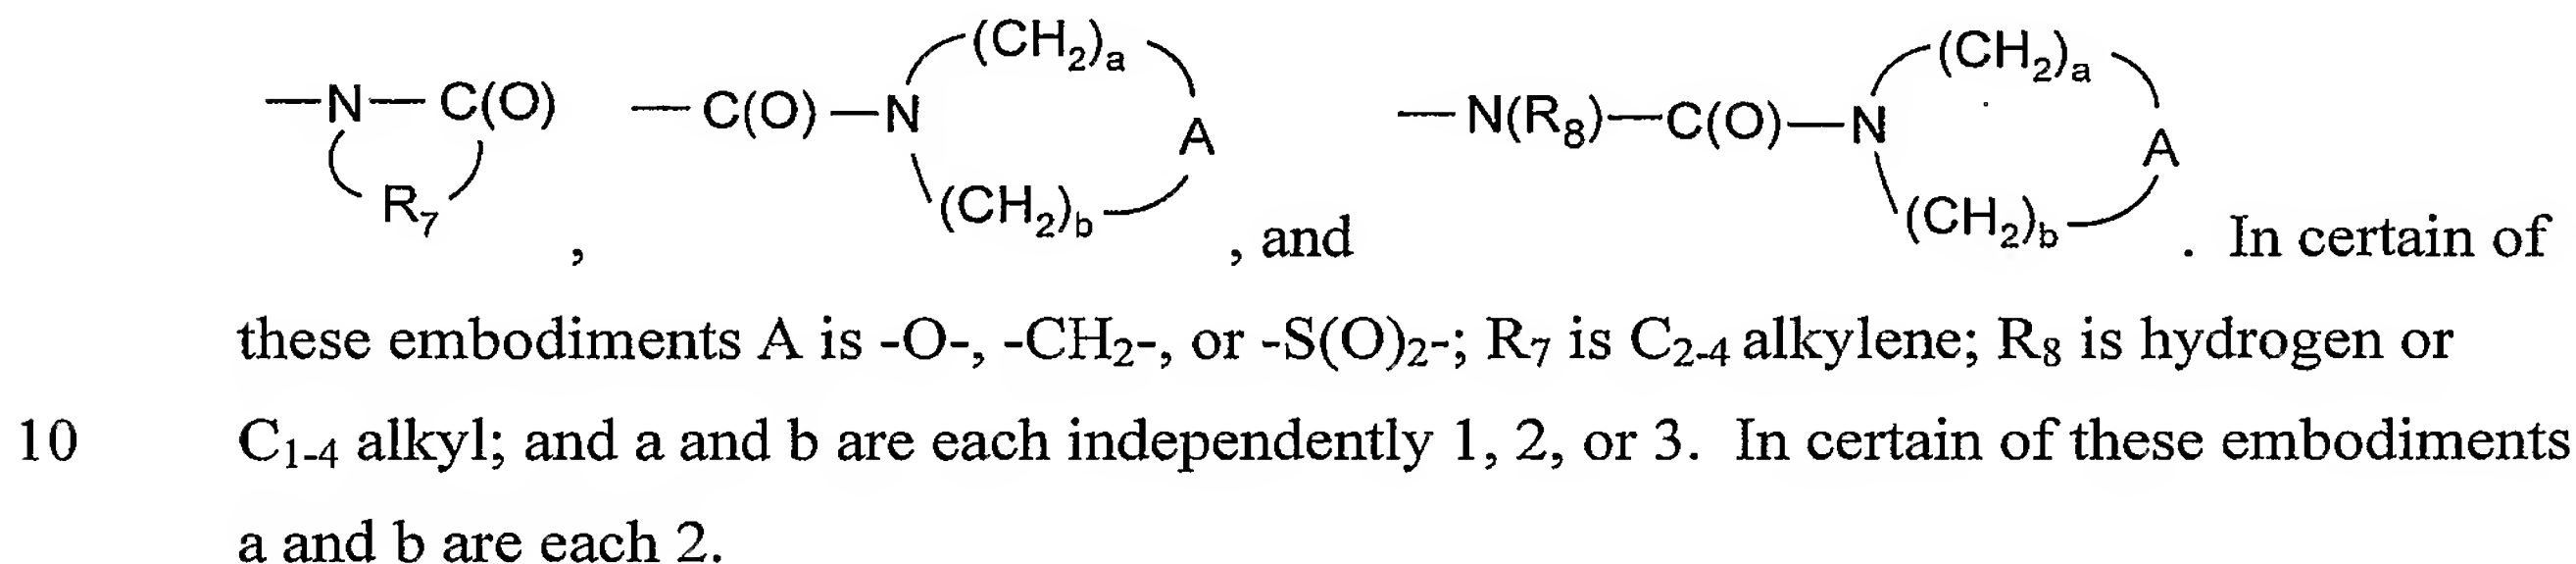 (CH2)a (CH2)a
—N—C(O) —C(O)—N A —N(R8)—C(O)—N A
R7 , (CH2)b , and (CH2)b . In certain of
these embodiments A is -O-, -CH2-, or -S(O)2-; R7 is C2-4 alkylene; R8 is hydrogen or
10 C1-4 alkyl; and a and b are each independently 1, 2, or 3. In certain of these embodiments
a and b are each 2.